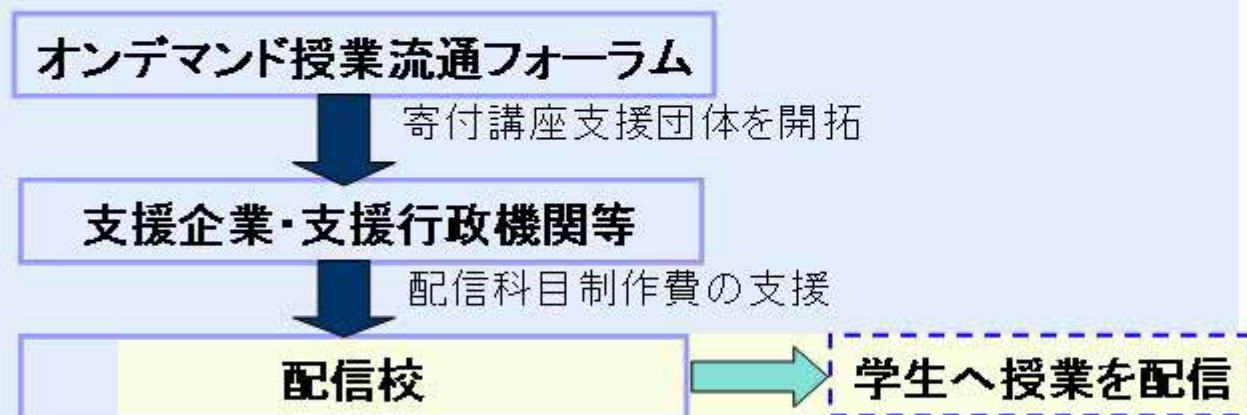 オンデマンド授業流通フォーラム
寄付講座支援団体を開拓
支援企業・支援行政機関等
配信科目制作費の支援
配信校
学生へ授業を配信